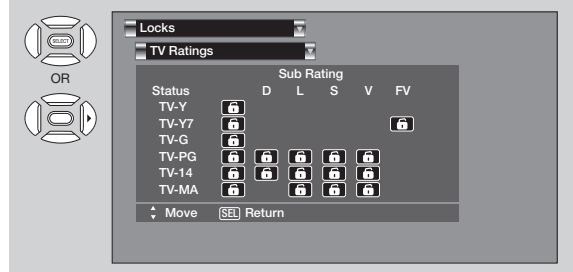 SELECT
OR
Locks
TV Ratings
Sub Rating
Status D L S V FV
TV-Y
TV-Y7
TV-G
TV-PG
TV-14
TV-MA
Move SEL Return